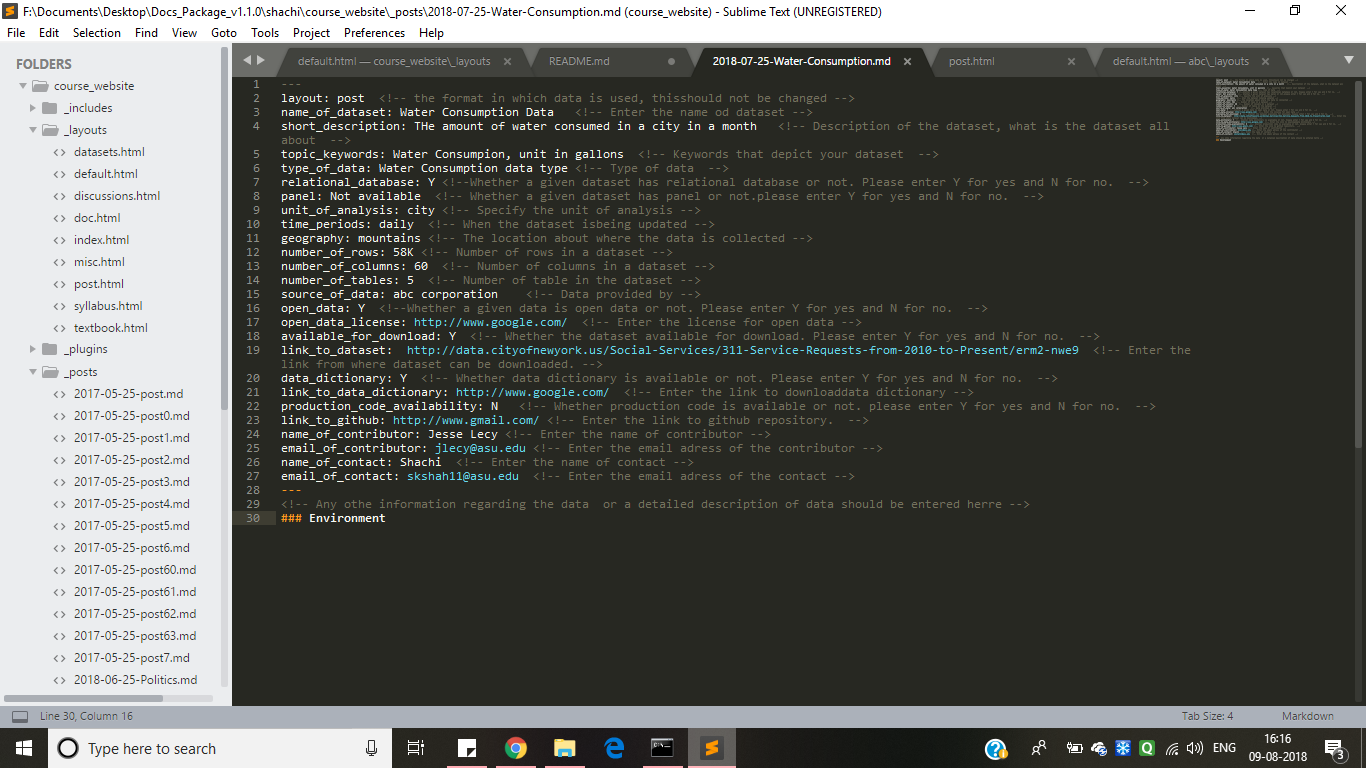 F:\Documents\Desktop\Docs_Package_v1.1.0\shachi\course_website\_posts\2018-07-25-Water-Consumption.md (course_website) - Sublime Text (UNREGISTERED)
File Edit Selection Find View Goto Tools Project Preferences Help
FOLDERS
course_website
_includes
_layouts
datasets.html
default.html
discussions.html
doc.html
index.html
misc.html
post.html
syllabus.html
textbook.html
_plugins
_posts
2017-05-25-post.md
2017-05-25-post0.md
2017-05-25-post1.md
2017-05-25-post2.md
2017-05-25-post3.md
2017-05-25-post4.md
2017-05-25-post5.md
2017-05-25-post6.md
2017-05-25-post60.md
2017-05-25-post61.md
2017-05-25-post62.md
2017-05-25-post63.md
2017-05-25-post7.md
2018-06-25-Politics.md
default.html — course_website\_layouts README.md 2018-07-25-Water-Consumption.md post.html default.html — abc\_layouts
1 ---
2 layout: post <!-- the format in which data is used, thisshould not be changed -->
3 name_of_dataset: Water Consumption Data <!-- Enter the name od dataset -->
4 short_description: THe amount of water consumed in a city in a month <!-- Description of the dataset, what is the dataset all
about -->
5 topic_keywords: Water Consumpion, unit in gallons <!-- Keywords that depict your dataset -->
6 type_of_data: Water Consumption data type <!-- Type of data -->
7 relational_database: Y <!--Whether a given dataset has relational database or not. Please enter Y for yes and N for no. -->
8 panel: Not available <!-- Whether a given dataset has panel or not.please enter Y for yes and N for no. -->
9 unit_of_analysis: city <!-- Specify the unit of analysis -->
10 time_periods: daily <!-- When the dataset isbeing updated -->
11 geography: mountains <!-- The location about where the data is collected -->
12 number_of_rows: 58K <!-- Number of rows in a dataset -->
13 number_of_columns: 60 <!-- Number of columns in a dataset -->
14 number_of_tables: 5 <!-- Number of table in the dataset -->
15 source_of_data: abc corporation <!-- Data provided by -->
16 open_data: Y <!--Whether a given data is open data or not. Please enter Y for yes and N for no. -->
17 open_data_license: http://www.google.com/ <!-- Enter the license for open data -->
18 available_for_download: Y <!-- Whether the dataset available for download. Please enter Y for yes and N for no. -->
19 link_to_dataset: http://data.cityofnewyork.us/Social-Services/311-Service-Requests-from-2010-to-Present/erm2-nwe9 <!-- Enter the
link from where dataset can be downloaded. -->
20 data_dictionary: Y <!-- Whether data dictionary is available or not. Please enter Y for yes and N for no. -->
21 link_to_data_dictionary: http://www.google.com/ <!-- Enter the link to downloaddata dictionary -->
22 production_code_availability: N <!-- Whether production code is available or not. please enter Y for yes and N for no. -->
23 link_to_github: http://www.gmail.com/ <!-- Enter the link to github repository. -->
24 name_of_contributor: Jesse Lecy <!-- Enter the name of contributor -->
25 email_of_contributor: jlecy@asu.edu <!-- Enter the email adress of the contributor -->
26 name_of_contact: Shachi <!-- Enter the name of contact -->
27 email_of_contact: skshah11@asu.edu <!-- Enter the email adress of the contact -->
28 ---
29 <!-- Any othe information regarding the data or a detailed description of data should be entered herre -->
30 ### Environment
Line 30, Column 16 Tab Size: 4 Markdown
Type here to search ENG 16:16
09-08-2018 3